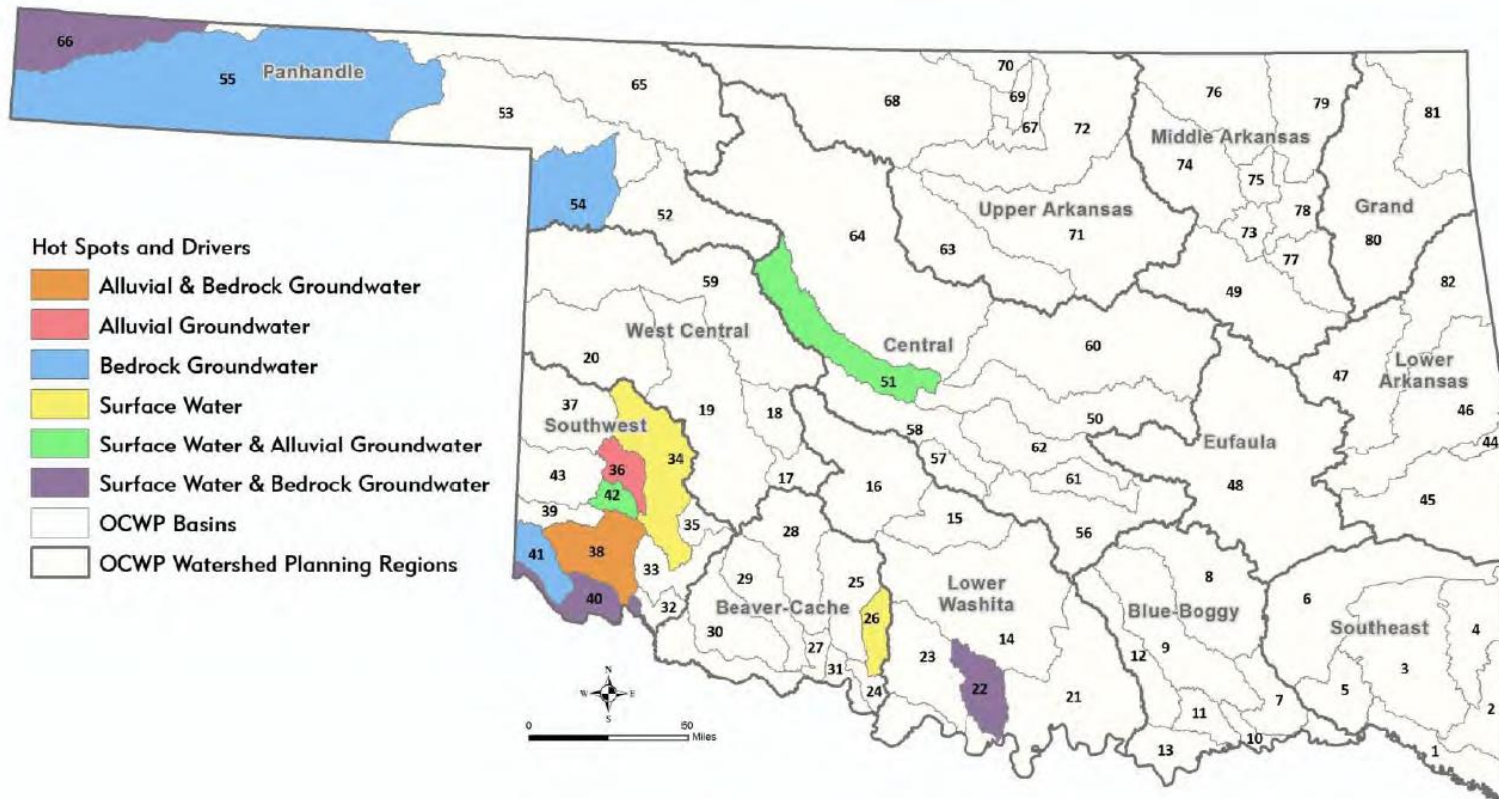 66
55
Panhandle
53
65
68
70
69
67
72
76
79
81
Middle Arkansas
74
75
78
73
77
Grand
80
54
52
64
Upper Arkansas
63
71
49
82
Hot Spots and Drivers
Alluvial & Bedrock Groundwater
Alluvial Groundwater
Bedrock Groundwater
Surface Water
Surface Water & Alluvial Groundwater
Surface Water & Bedrock Groundwater
OCWP Basins
OCWP Watershed Planning Regions
59
West Central
20
Central
60
51
47
Lower
Arkansas
46
44
45
37
Southwest
19
18
58
50
62
57
61
Eufaula
48
43
36
34
42
17
16
39
35
15
56
41
38
33
28
40
32
29
25
Beaver-Cache
30
26
27
31
24
Lower
Washita
14
23
22
21
8
Blue-Boggy
12
9
11
7
10
13
6
Southeast
4
3
5
2
1
N
W
E
S
0
50
Miles